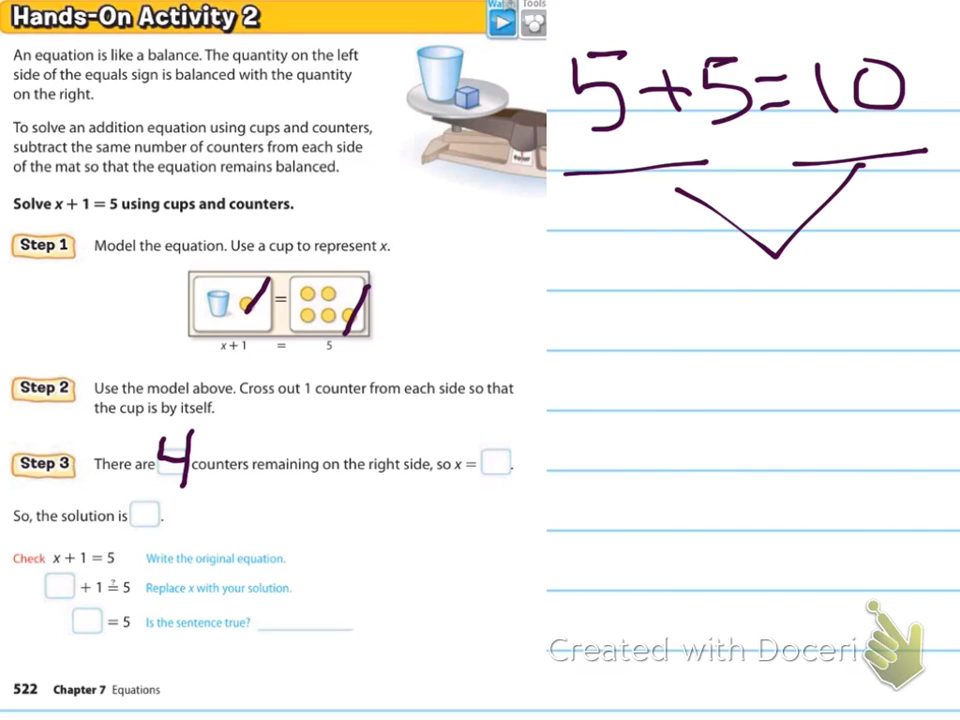 Hands-On Activity 2
Watch Tools
An equation is like a balance. The quantity on the left
side of the equals sign is balanced with the quantity
on the right.
To solve an addition equation using cups and counters,
subtract the same number of counters from each side
of the mat so that the equation remains balanced.
Solve x + 1 = 5 using cups and counters.
Step 1 Model the equation. Use a cup to represent x.
=
x + 1 = 5
Step 2 Use the model above. Cross out 1 counter from each side so that
the cup is by itself.
Step 3 There are 4 counters remaining on the right side, so x = .
So, the solution is .
Check x + 1 = 5 Write the original equation.
+ 1 ≟ 5 Replace x with your solution.
= 5 Is the sentence true? ____________
522 Chapter 7 Equations
5+5=10
Created with Doceri